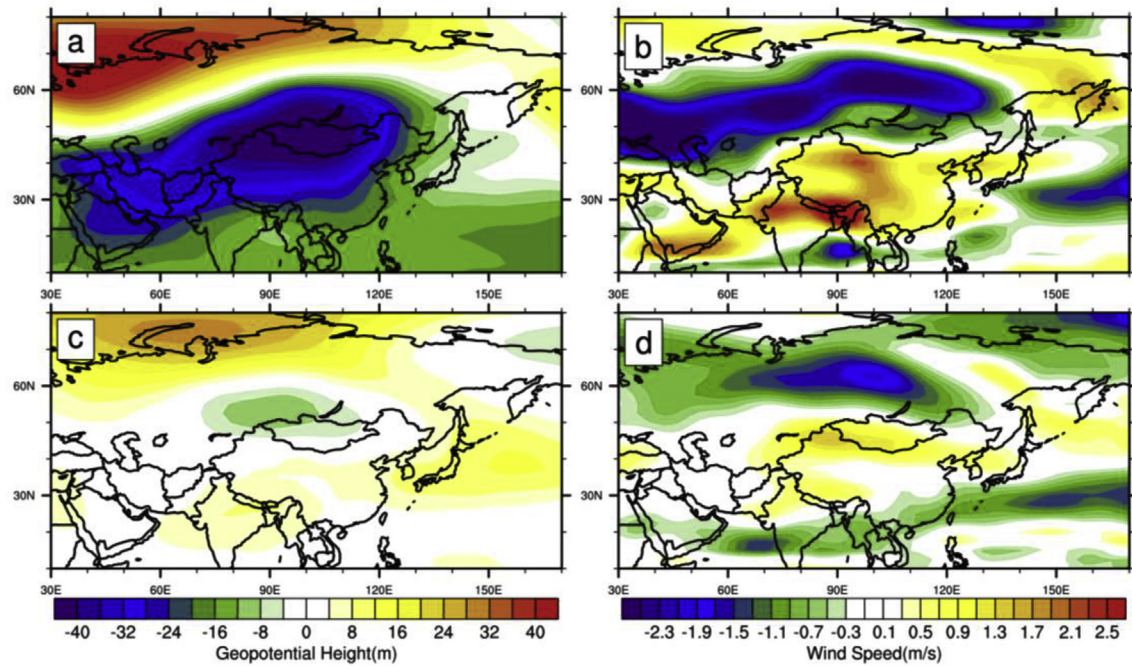 a
b
60N
60N
30N
30N
30E 60E 90E 120E 150E
30E 60E 90E 120E 150E
c
d
60N
60N
30N
30N
30E 60E 90E 120E 150E
30E 60E 90E 120E 150E
-40 -32 -24 -16 -8 0 8 16 24 32 40
-2.3 -1.9 -1.5 -1.1 -0.7 -0.3 0.1 0.5 0.9 1.3 1.7 2.1 2.5
Geopotential Height(m)
Wind Speed(m/s)